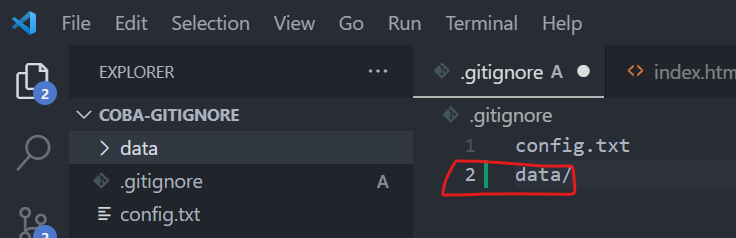 File Edit Selection View Go Run Terminal Help
EXPLORER ···
.gitignore A ● <> index.htm
2
COBA-GITIGNORE
.gitignore
data
1 config.txt
.gitignore A
2 data/
config.txt
2